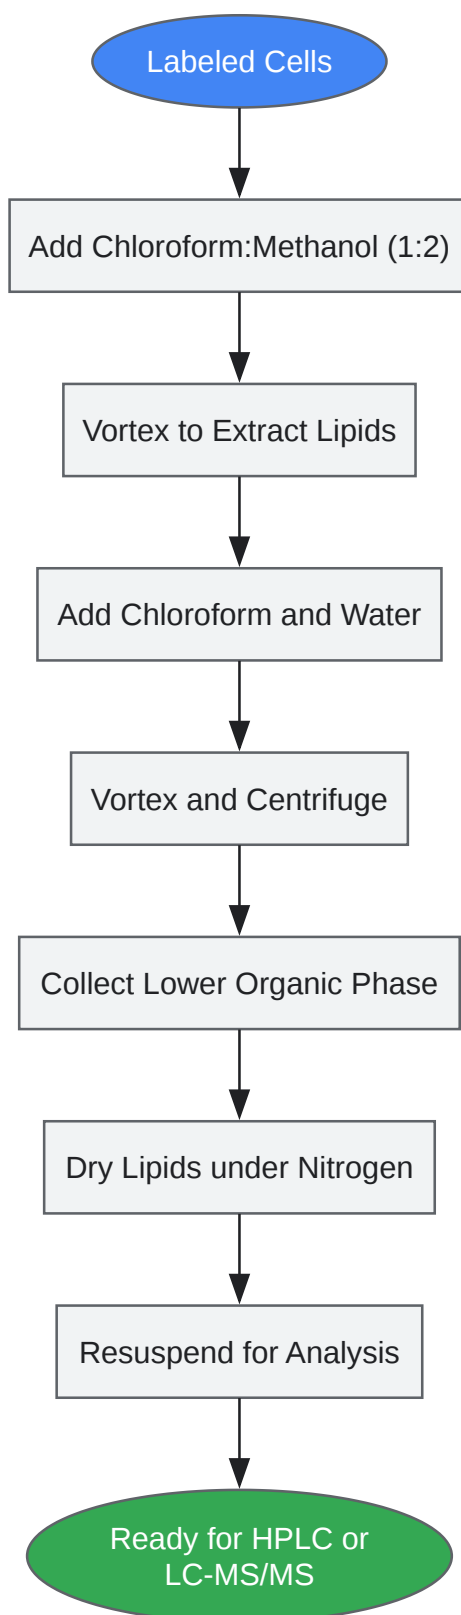 Labeled Cells
Add Chloroform:Methanol (1:2)
Vortex to Extract Lipids
Add Chloroform and Water
Vortex and Centrifuge
Collect Lower Organic Phase
Dry Lipids under Nitrogen
Resuspend for Analysis
Ready for HPLC or
LC-MS/MS